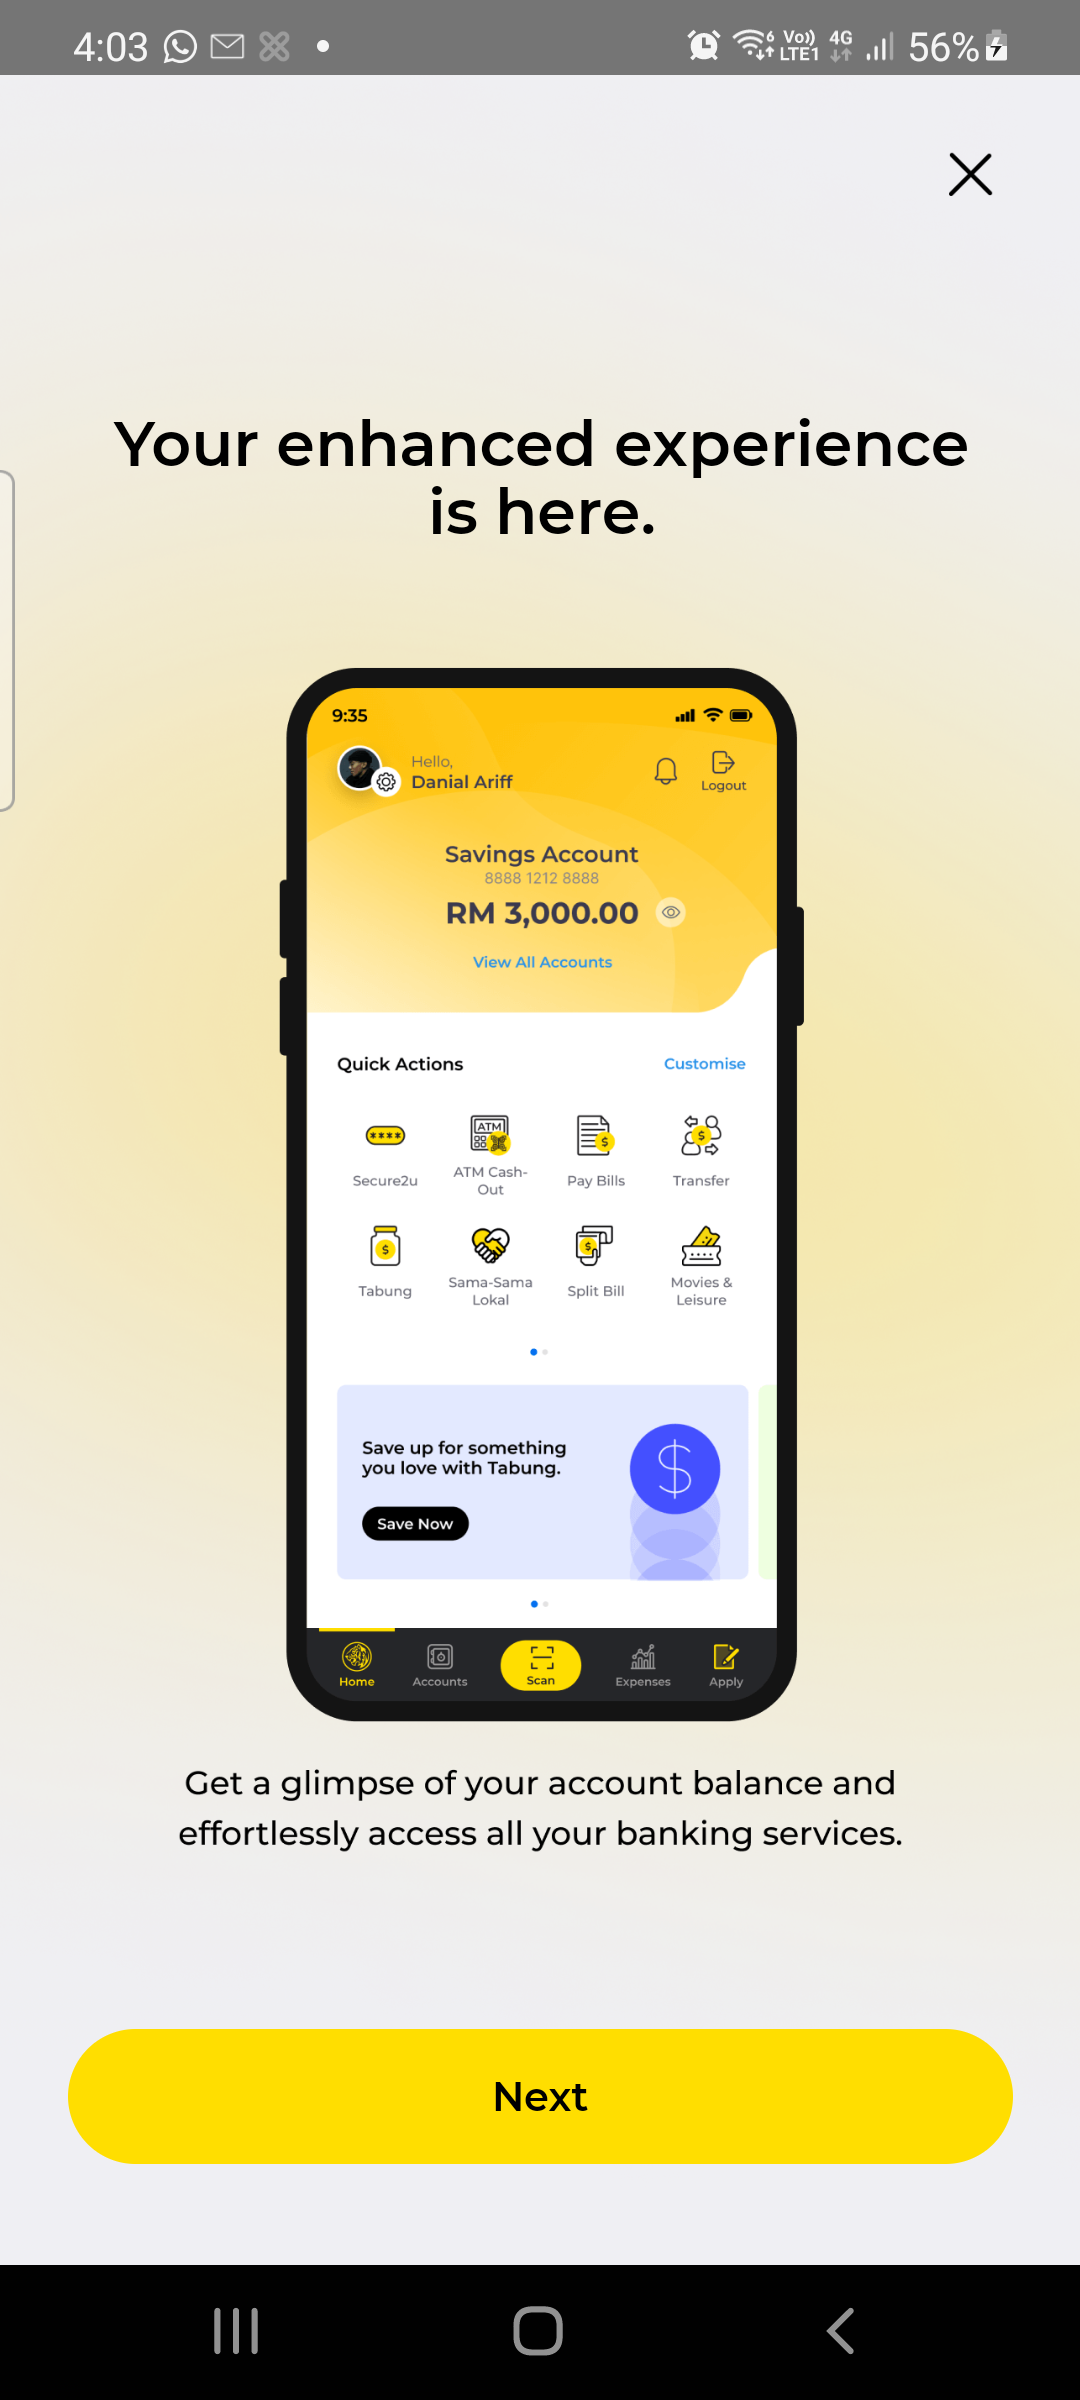 4:03
6 Vo)) 4G 56%
LTE1
Your enhanced experience
is here.
9:35
Hello,
Danial Ariff
Logout
Savings Account
8888 1212 8888
RM 3,000.00
View All Accounts
Quick Actions Customise
****
ATM
$
$
Secure2u
ATM Cash-
Out
Pay Bills
Transfer
$
$
Tabung
Sama-Sama
Lokal
Split Bill
Movies &
Leisure
Save up for something
you love with Tabung.
$
Save Now
Home Accounts Scan Expenses Apply
Get a glimpse of your account balance and
effortlessly access all your banking services.
Next